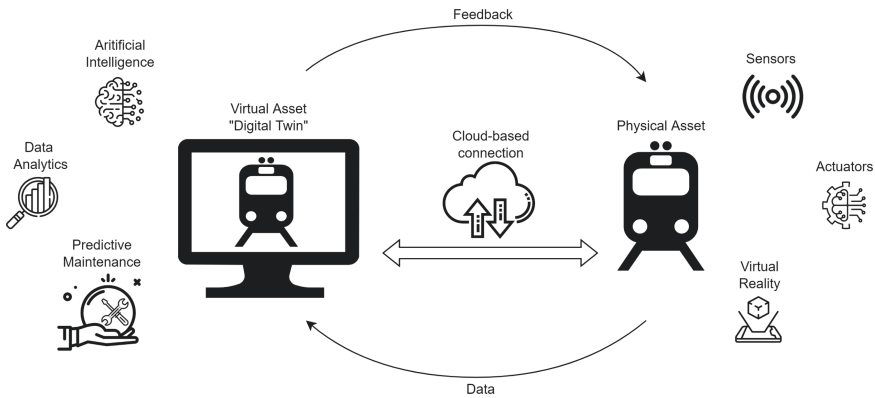 Feedback
Aritificial
Intelligence
Sensors
Virtual Asset
"Digital Twin"
Physical Asset
Cloud-based
connection
Data
Analytics
Actuators
Predictive
Maintenance
Virtual
Reality
Data